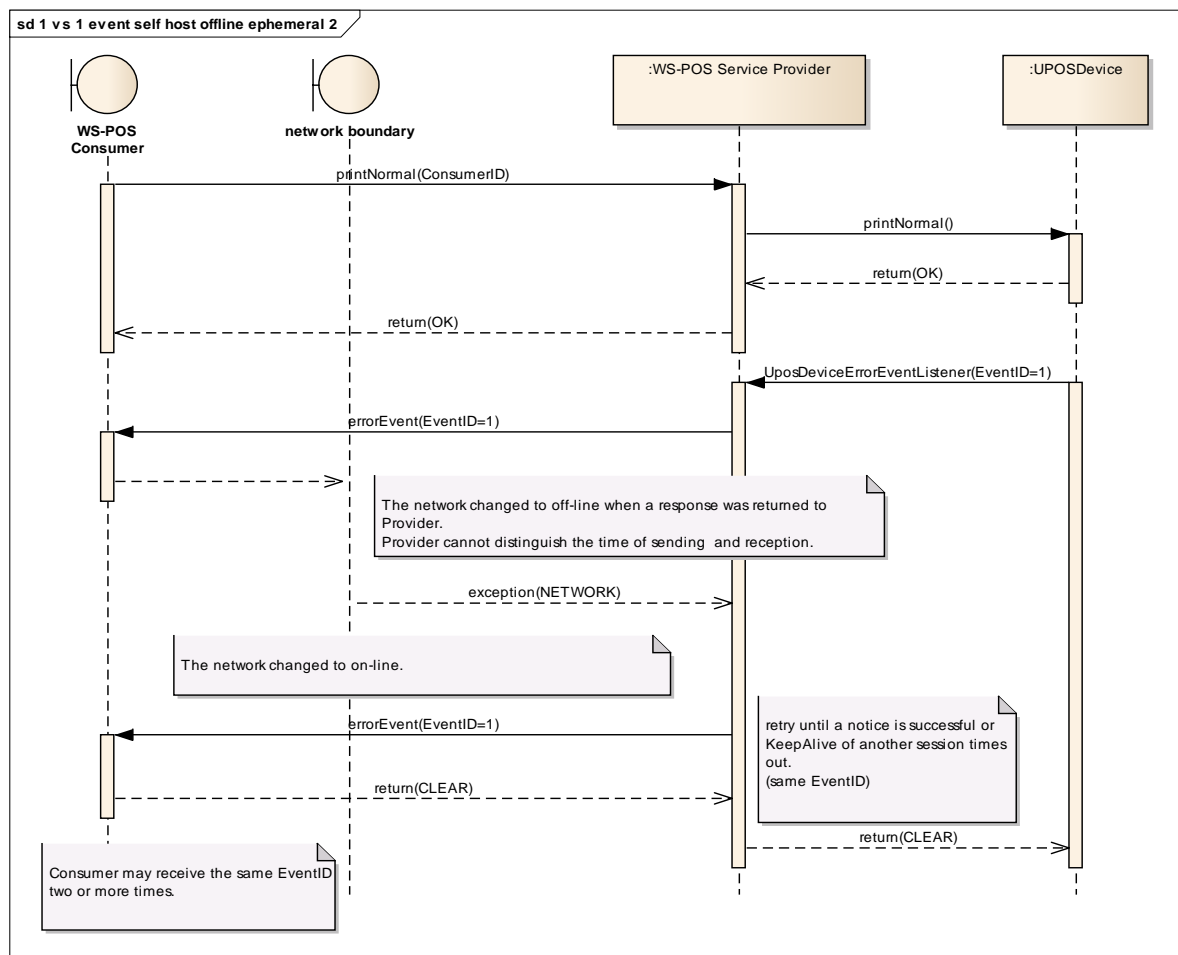 sd 1 vs 1 event self host offline ephemeral 2
WS-POS
Consumer
network boundary
:WS-POS Service Provider
:UPOSDevice
printNormal(ConsumerID)
printNormal()
return(OK)
return(OK)
UposDeviceErrorEventListener(EventID=1)
errorEvent(EventID=1)
The network changed to off-line when a response was returned to
Provider.
Provider cannot distinguish the time of sending and reception.
exception(NETWORK)
The network changed to on-line.
errorEvent(EventID=1)
retry until a notice is successful or
KeepAlive of another session times
out.
(same EventID)
return(CLEAR)
return(CLEAR)
Consumer may receive the same EventID
two or more times.